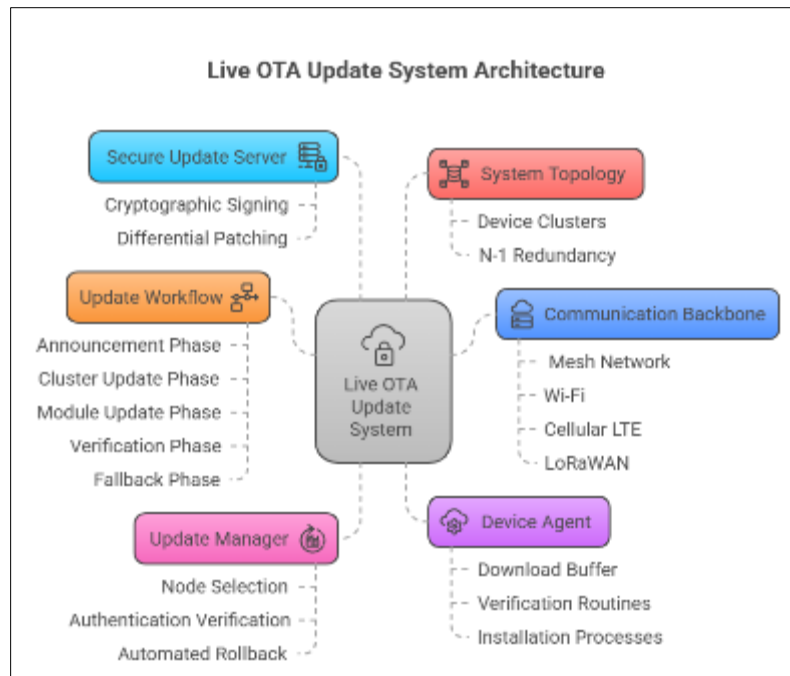 Live OTA Update System Architecture
Secure Update Server
Cryptographic Signing
Differential Patching
Update Workflow
Announcement Phase
Cluster Update Phase
Module Update Phase
Verification Phase
Fallback Phase
Update Manager
Node Selection
Authentication Verification
Automated Rollback
Live OTA
Update
System
System Topology
Device Clusters
N-1 Redundancy
Communication Backbone
Mesh Network
Wi-Fi
Cellular LTE
LoRaWAN
Device Agent
Download Buffer
Verification Routines
Installation Processes